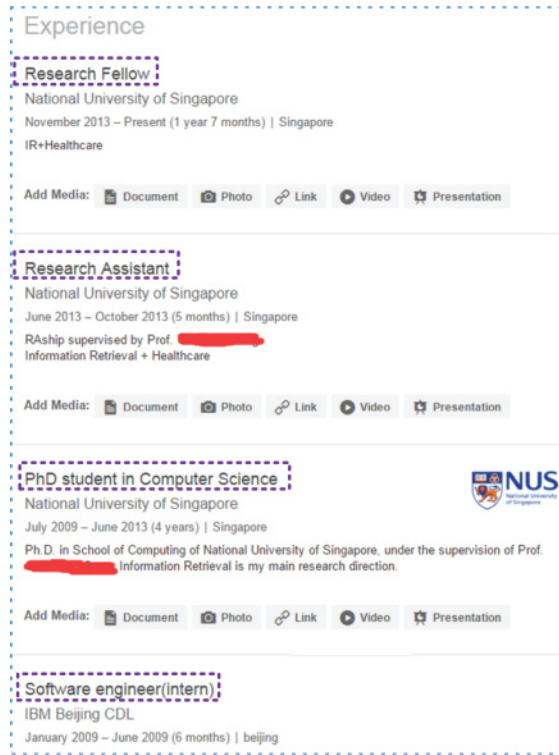 Experience
Research Fellow
National University of Singapore
November 2013 – Present (1 year 7 months) | Singapore
IR+Healthcare
Add Media: Document Photo Link Video Presentation
Research Assistant
National University of Singapore
June 2013 – October 2013 (5 months) | Singapore
RAship supervised by Prof.
Information Retrieval + Healthcare
Add Media: Document Photo Link Video Presentation
PhD student in Computer Science
NUS
National University
of Singapore
National University of Singapore
July 2009 – June 2013 (4 years) | Singapore
Ph.D. in School of Computing of National University of Singapore, under the supervision of Prof.
Information Retrieval is my main research direction.
Add Media: Document Photo Link Video Presentation
Software engineer(intern)
IBM Beijing CDL
January 2009 – June 2009 (6 months) | beijing